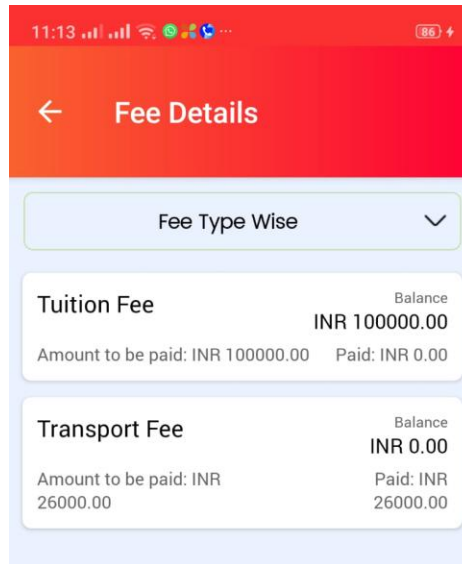 11:13
86
Fee Details
Fee Type Wise
Tuition Fee
Balance
INR 100000.00
Amount to be paid: INR 100000.00 Paid: INR 0.00
Transport Fee
Balance
INR 0.00
Amount to be paid: INR
26000.00
Paid: INR
26000.00